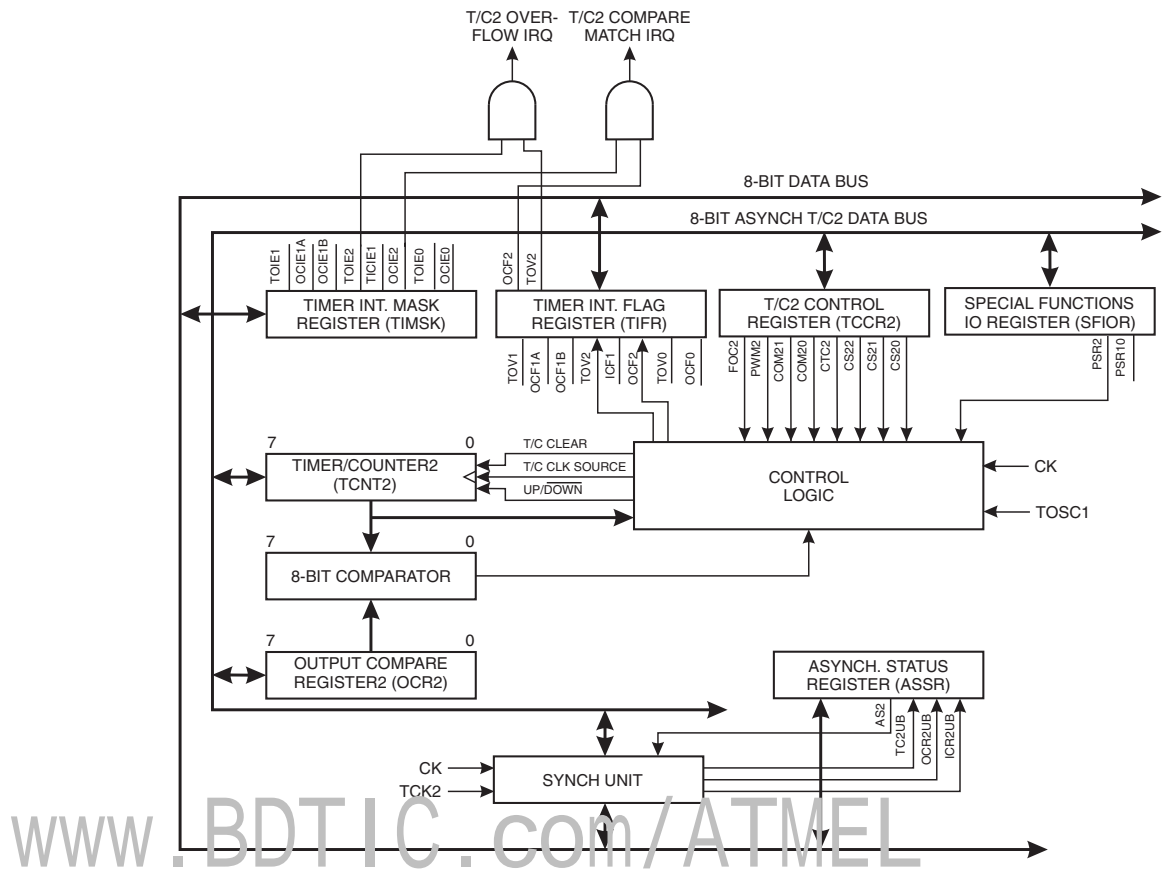 T/C2 OVER-
FLOW IRQ
T/C2 COMPARE
MATCH IRQ
8-BIT DATA BUS
8-BIT ASYNCH T/C2 DATA BUS
TOIE1
OCIE1A
OCIE1B
TOIE2
TICIE1
OCIE2
TOIE0
OCIE0
OCF2
TOV2
TIMER INT. MASK
REGISTER (TIMSK)
TIMER INT. FLAG
REGISTER (TIFR)
T/C2 CONTROL
REGISTER (TCCR2)
SPECIAL FUNCTIONS
IO REGISTER (SFIOR)
TOV1
OCF1A
OCF1B
TOV2
ICF1
OCF2
TOV0
OCF0
FOC2
PWM2
COM21
COM20
CTC2
CS22
CS21
CS20
PSR2
PSR10
7 0
TIMER/COUNTER2
(TCNT2)
T/C CLEAR
T/C CLK SOURCE
UP/DOWN
CONTROL
LOGIC
CK
TOSC1
7 0
8-BIT COMPARATOR
7 0
OUTPUT COMPARE
REGISTER2 (OCR2)
ASYNCH. STATUS
REGISTER (ASSR)
AS2
TC2UB
OCR2UB
ICR2UB
CK
TCK2
SYNCH UNIT
www.BDTIC.com/ATMEL